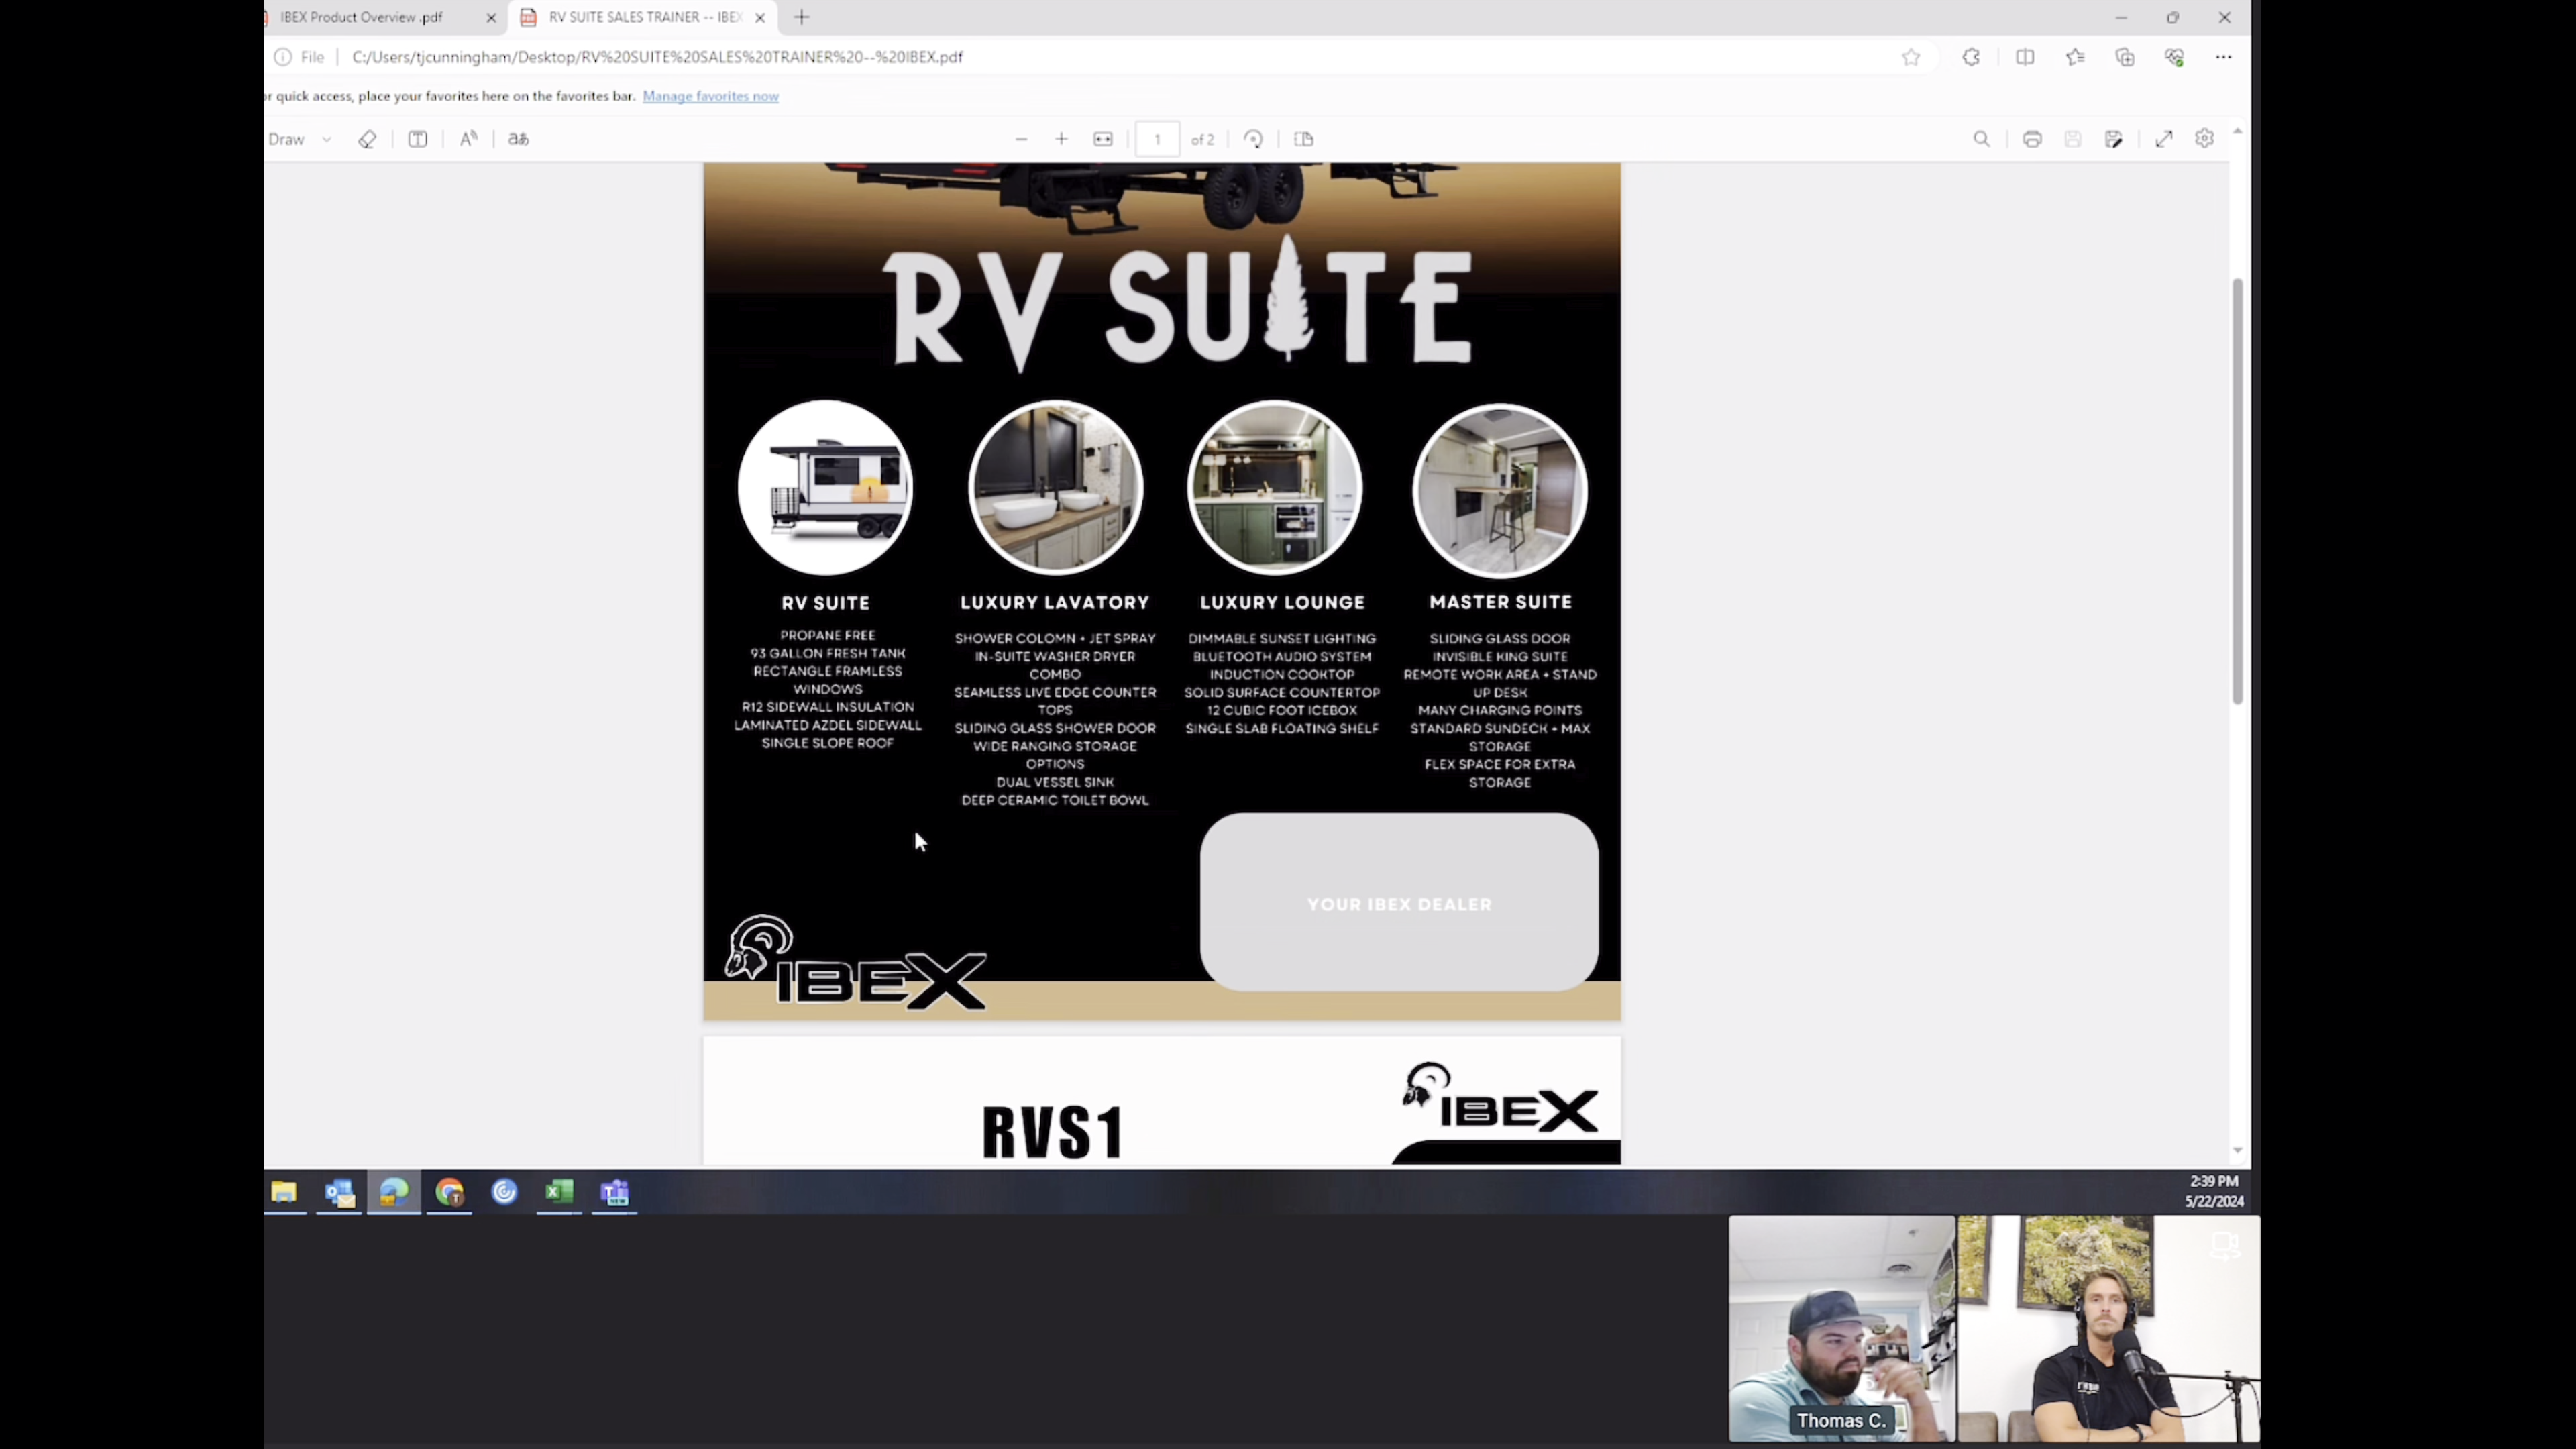 IBEX Product Overview .pdf
RV SUITE SALES TRAINER -- IBEX
File
C:/Users/tjcunningham/Desktop/RV%20SUITE%20SALES%20TRAINER%20--%20IBEX.pdf
or quick access, place your favorites here on the favorites bar. Manage favorites now
Draw
1 of 2
RV SUITE
RV SUITE
PROPANE FREE
93 GALLON FRESH TANK
RECTANGLE FRAMLESS
WINDOWS
R12 SIDEWALL INSULATION
LAMINATED AZDEL SIDEWALL
SINGLE SLOPE ROOF
LUXURY LAVATORY
SHOWER COLOMN + JET SPRAY
IN-SUITE WASHER DRYER
COMBO
SEAMLESS LIVE EDGE COUNTER
TOPS
SLIDING GLASS SHOWER DOOR
WIDE RANGING STORAGE
OPTIONS
DUAL VESSEL SINK
DEEP CERAMIC TOILET BOWL
LUXURY LOUNGE
DIMMABLE SUNSET LIGHTING
BLUETOOTH AUDIO SYSTEM
INDUCTION COOKTOP
SOLID SURFACE COUNTERTOP
12 CUBIC FOOT ICEBOX
SINGLE SLAB FLOATING SHELF
MASTER SUITE
SLIDING GLASS DOOR
INVISIBLE KING SUITE
REMOTE WORK AREA + STAND
UP DESK
MANY CHARGING POINTS
STANDARD SUNDECK + MAX
STORAGE
FLEX SPACE FOR EXTRA
STORAGE
YOUR IBEX DEALER
IBEX
RVS1
IBEX
2:39 PM
5/22/2024
Thomas C.